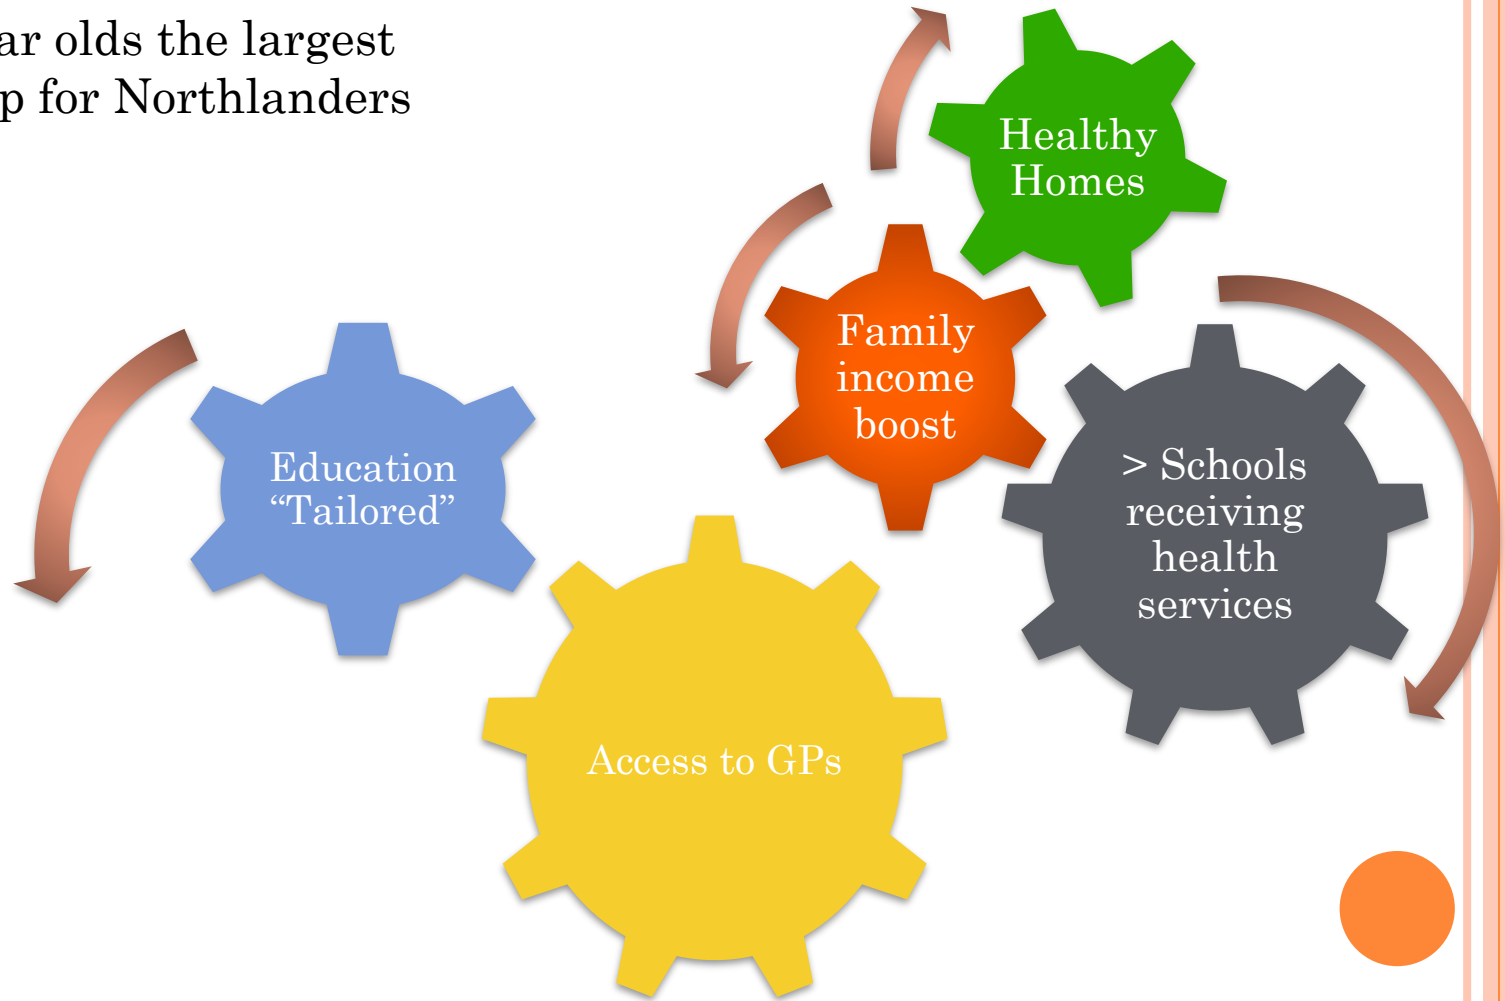 ar olds the largest
p for Northlanders
Healthy
Homes
Family
income
boost
> Schools
receiving
health
services
Education
“Tailored”
Access to GPs